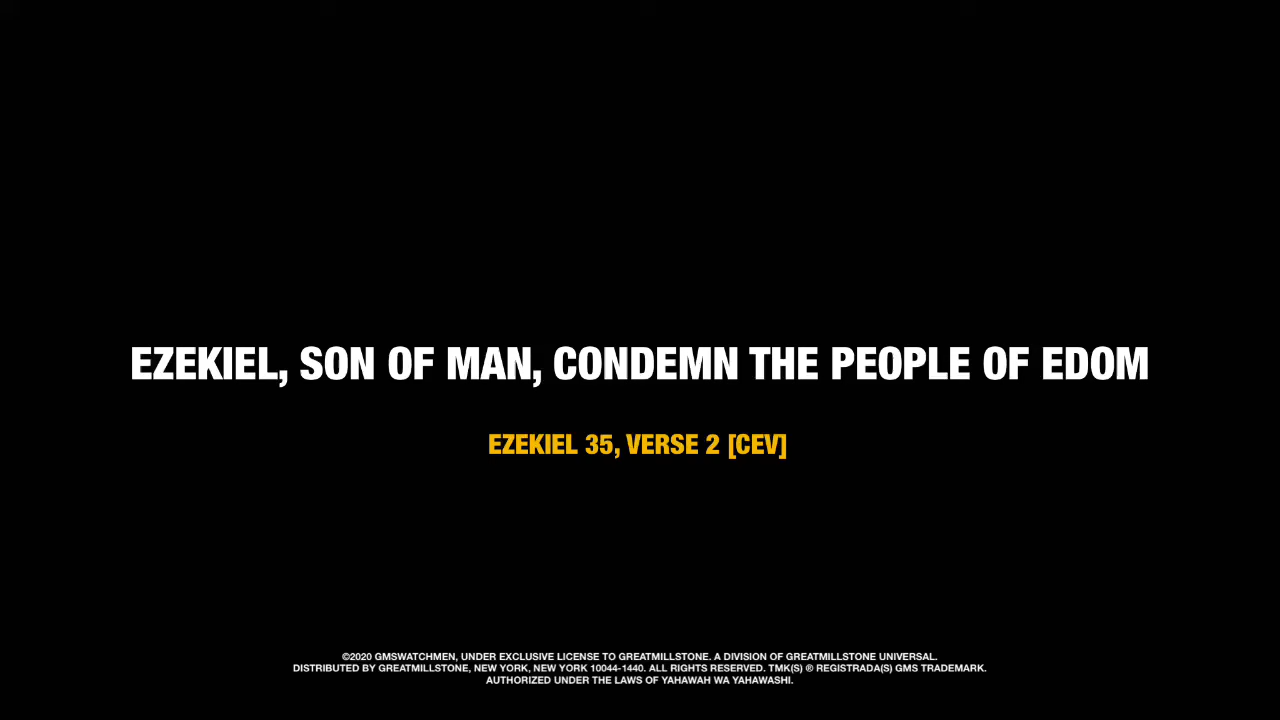 EZEKIEL, SON OF MAN, CONDEMN THE PEOPLE OF EDOM
EZEKIEL 35, VERSE 2 [CEV]
©2020 GMSWATCHMEN, UNDER EXCLUSIVE LICENSE TO GREATMILLSTONE. A DIVISION OF GREATMILLSTONE UNIVERSAL.
DISTRIBUTED BY GREATMILLSTONE, NEW YORK, NEW YORK 10044-1440. ALL RIGHTS RESERVED. TMK(S) ® REGISTRADA(S) GMS TRADEMARK.
AUTHORIZED UNDER THE LAWS OF YAHAWAH WA YAHAWASHI.